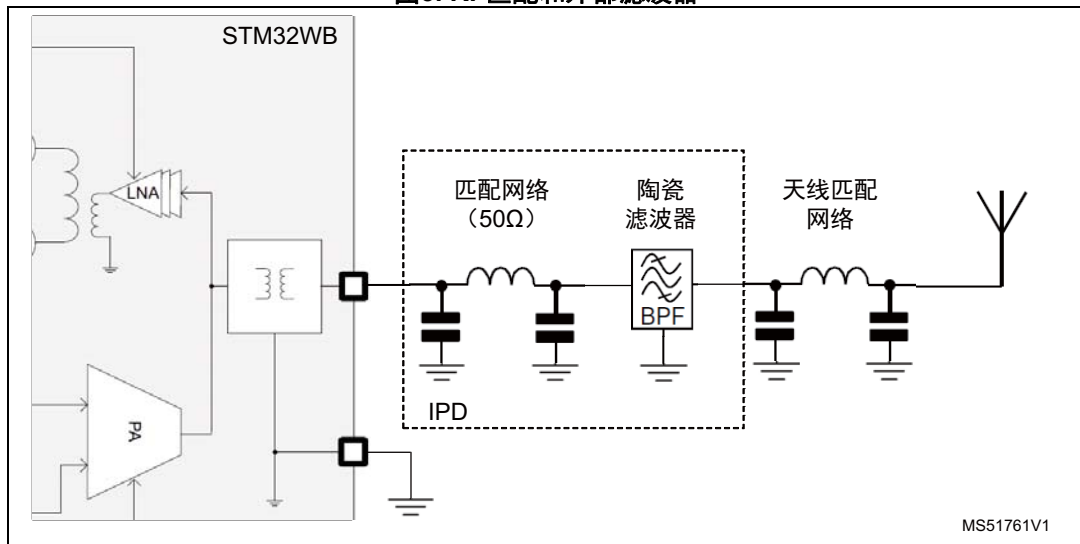 STM32WB
LNA
PA
匹配网络
（50Ω）
陶瓷
滤波器
BPF
IPD
天线匹配
网络
MS51761V1